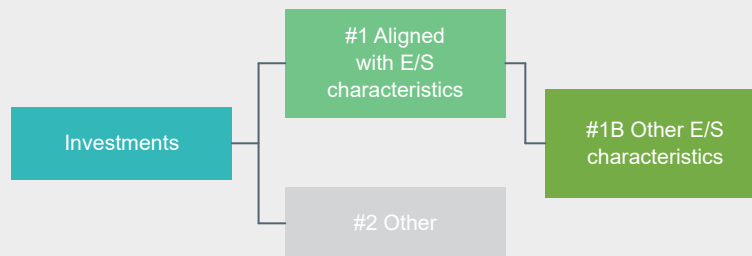 #1 Aligned
with E/S
characteristics
Investments
#1B Other E/S
characteristics
#2 Other